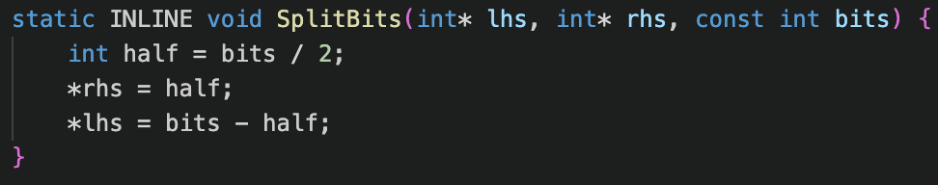 static INLINE void SplitBits(int* lhs, int* rhs, const int bits) {
    int half = bits / 2;
    *rhs = half;
    *lhs = bits - half;
}